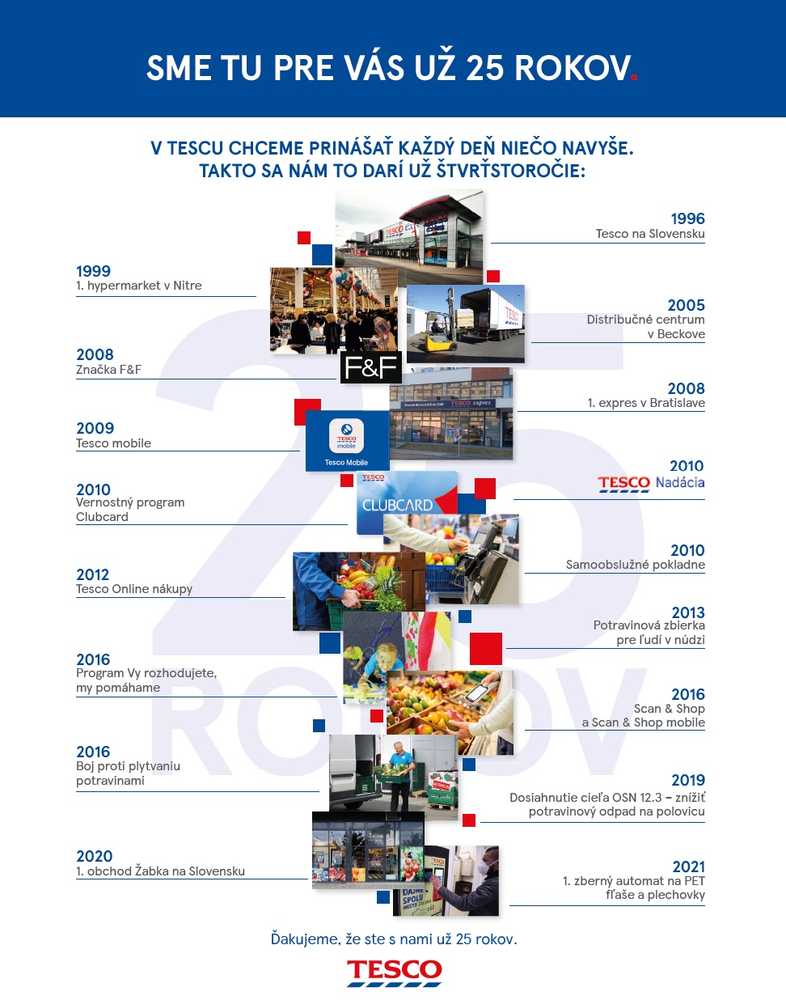 SME TU PRE VÁS UŽ 25 ROKOV.
V TESCU CHCEME PRINÁŠAŤ KAŽDÝ DEŇ NIEČO NAVYŠE.
TAKTO SA NÁM TO DARÍ UŽ ŠTVRŤSTOROČIE:
25
ROKOV
1996
Tesco na Slovensku
1999
1. hypermarket v Nitre
2005
Distribučné centrum
v Beckove
TESCO
2008
Značka F&F
F&F
2008
1. expres v Bratislave
TESCO expres
2009
Tesco mobile
TESCO
mobile
Tesco Mobile
2010
TESCO Nadácia
2010
Vernostný program
Clubcard
TESCO
CLUBCARD
2010
Samoobslužné pokladne
2012
Tesco Online nákupy
2013
Potravinová zbierka
pre ľudí v núdzi
2016
Program Vy rozhodujete,
my pomáhame
2016
Scan & Shop
a Scan & Shop mobile
2016
Boj proti plytvaniu
potravinami
2019
Dosiahnutie cieľa OSN 12.3 – znížiť
potravinový odpad na polovicu
2020
1. obchod Žabka na Slovensku
Žabka
2021
1. zberný automat na PET
fľaše a plechovky
DAJME
SPOLU
Ďakujeme, že ste s nami už 25 rokov.
TESCO